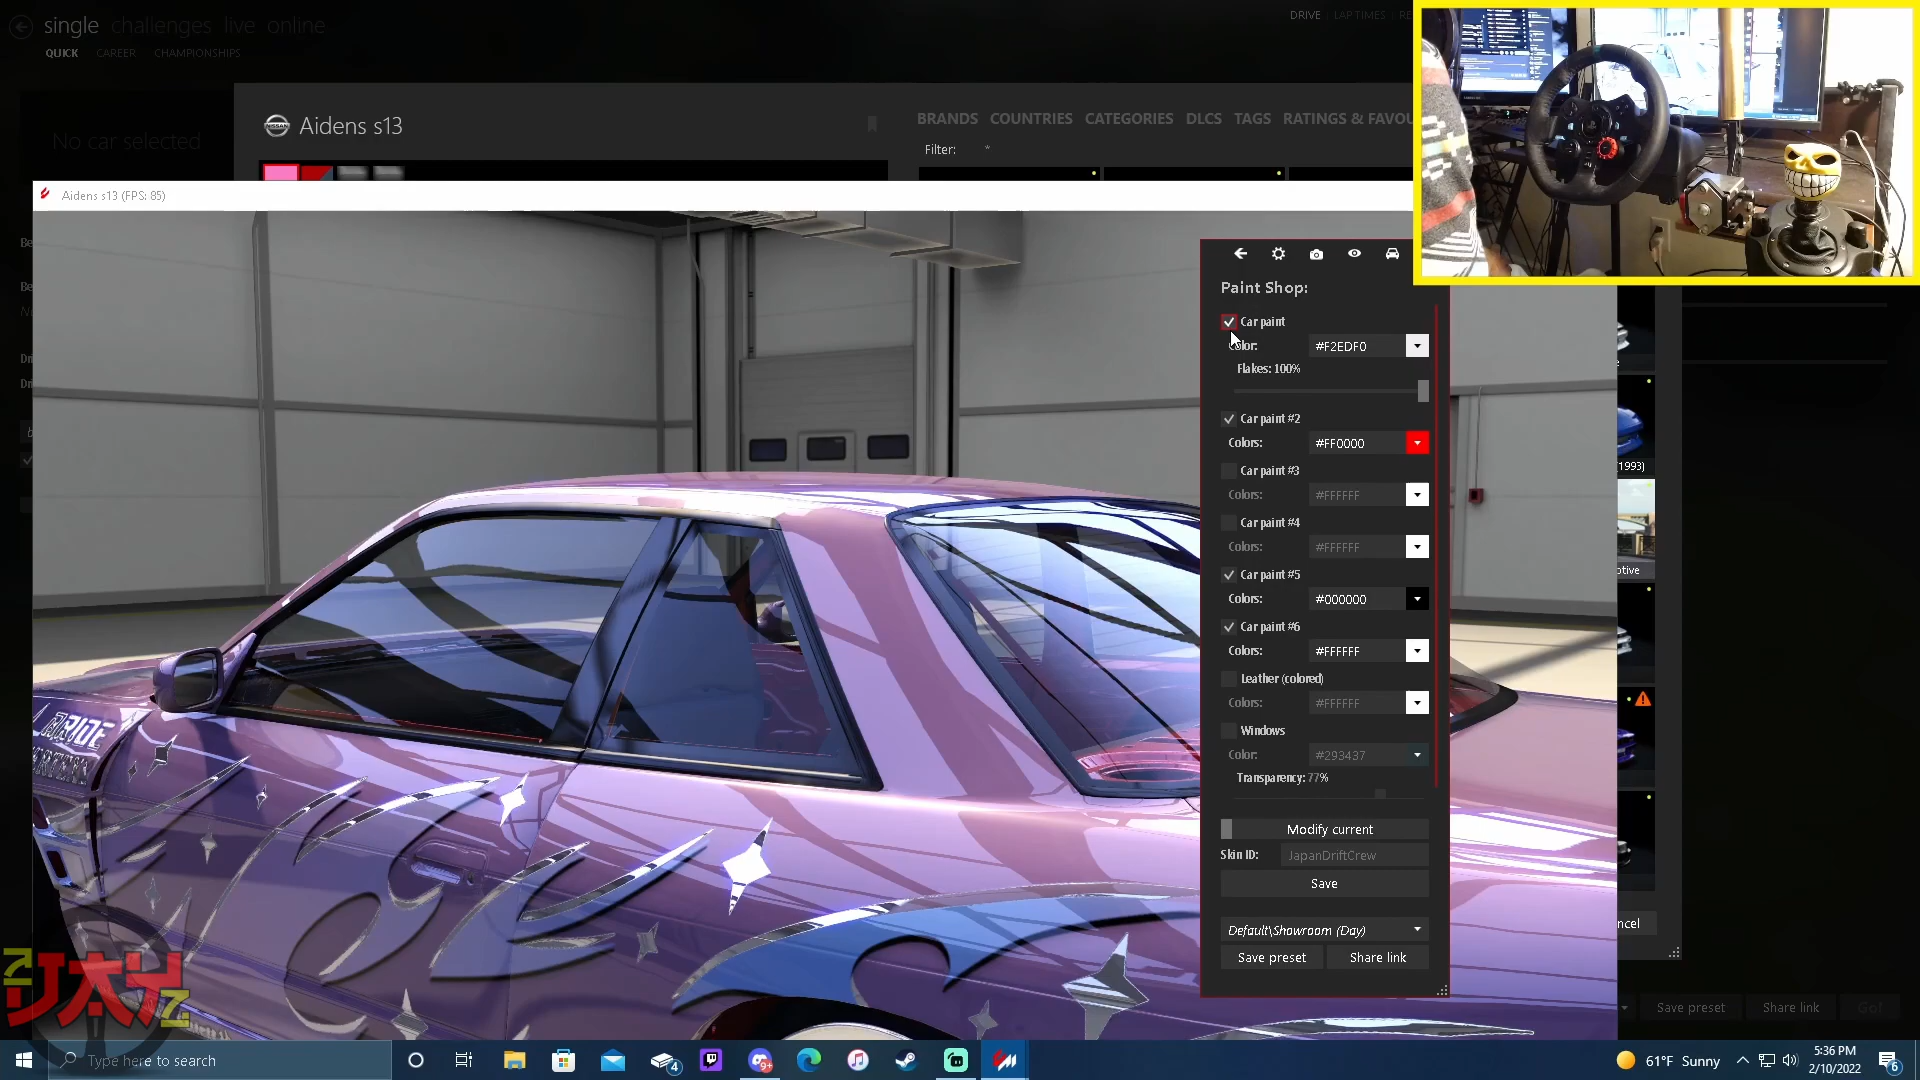 single challenges live online
DRIVE LAP TIMES
QUICK CAREER CHAMPIONSHIPS
No car selected
Aidens s13
BRANDS COUNTRIES CATEGORIES DLCS TAGS RATINGS & FAVOU
Filter: *
Aidens s13 (FPS: 85)
Paint Shop:
Car paint
Color: #F2EDF0
Flakes: 100%
Car paint #2
Colors: #FF0000
Car paint #3
Colors: #FFFFFF
Car paint #4
Colors: #FFFFFF
Car paint #5
Colors: #000000
Car paint #6
Colors: #FFFFFF
Leather (colored)
Colors: #FFFFFF
Windows
Color: #293437
Transparency: 77%
Modify current
Skin ID: JapanDriftCrew
Save
Default\Showroom (Day)
Save preset Share link
1993)
otive
ncel
Save preset Share link Go!
Type here to search
4
9+
61°F Sunny
5:36 PM
2/10/2022
6